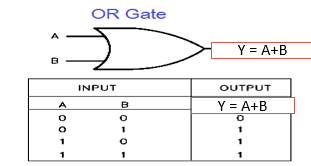 OR Gate
A
Y = A+B
B
INPUT OUTPUT
A B Y = A+B
0 0 0
0 1 1
1 0 1
1 1 1